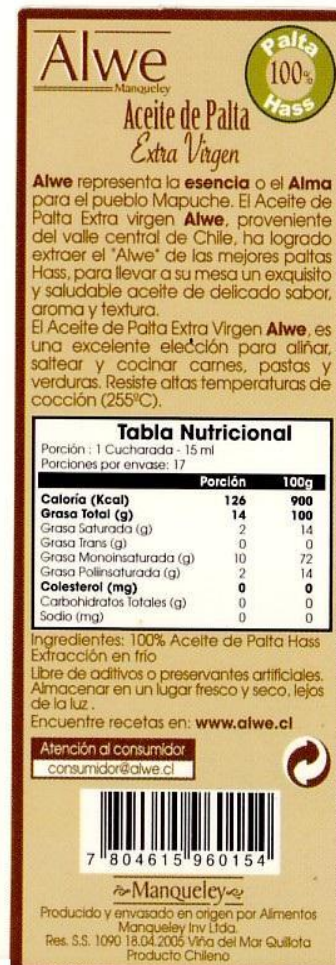 Alwe
Manqueley
Palta
100%
Hass
Aceite de Palta
Extra Virgen
Alwe representa la esencia o el Alma
para el pueblo Mapuche. El Aceite de
Palta Extra virgen Alwe, proveniente
del valle central de Chile, ha logrado
extraer el "Alwe" de las mejores paltas
Hass, para llevar a su mesa un exquisito
y saludable aceite de delicado sabor,
aroma y textura.
El Aceite de Palta Extra Virgen Alwe, es
una excelente elección para aliñar,
saltear y cocinar carnes, pastas y
verduras. Resiste altas temperaturas de
cocción (255ºC).
Tabla Nutricional
Porción : 1 Cucharada - 15 ml
Porciones por envase: 17
Porción 100g
Caloría (Kcal) 126 900
Grasa Total (g) 14 100
Grasa Saturada (g) 2 14
Grasa Trans (g) 0 0
Grasa Monoinsaturada (g) 10 72
Grasa Poliinsaturada (g) 2 14
Colesterol (mg) 0 0
Carbohidratos Totales (g) 0 0
Sodio (mg) 0 0
Ingredientes: 100% Aceite de Palta Hass
Extracción en frío
Libre de aditivos o preservantes artificiales.
Almacenar en un lugar fresco y seco, lejos
de la luz .
Encuentre recetas en: www.alwe.cl
Atención al consumidor
consumidor@alwe.cl
7 804615 960154
Manqueley
Producido y envasado en origen por Alimentos
Manqueley Inv Ltda.
Res. S.S. 1090 18.04.2005 Viña del Mar Quillota
Producto Chileno